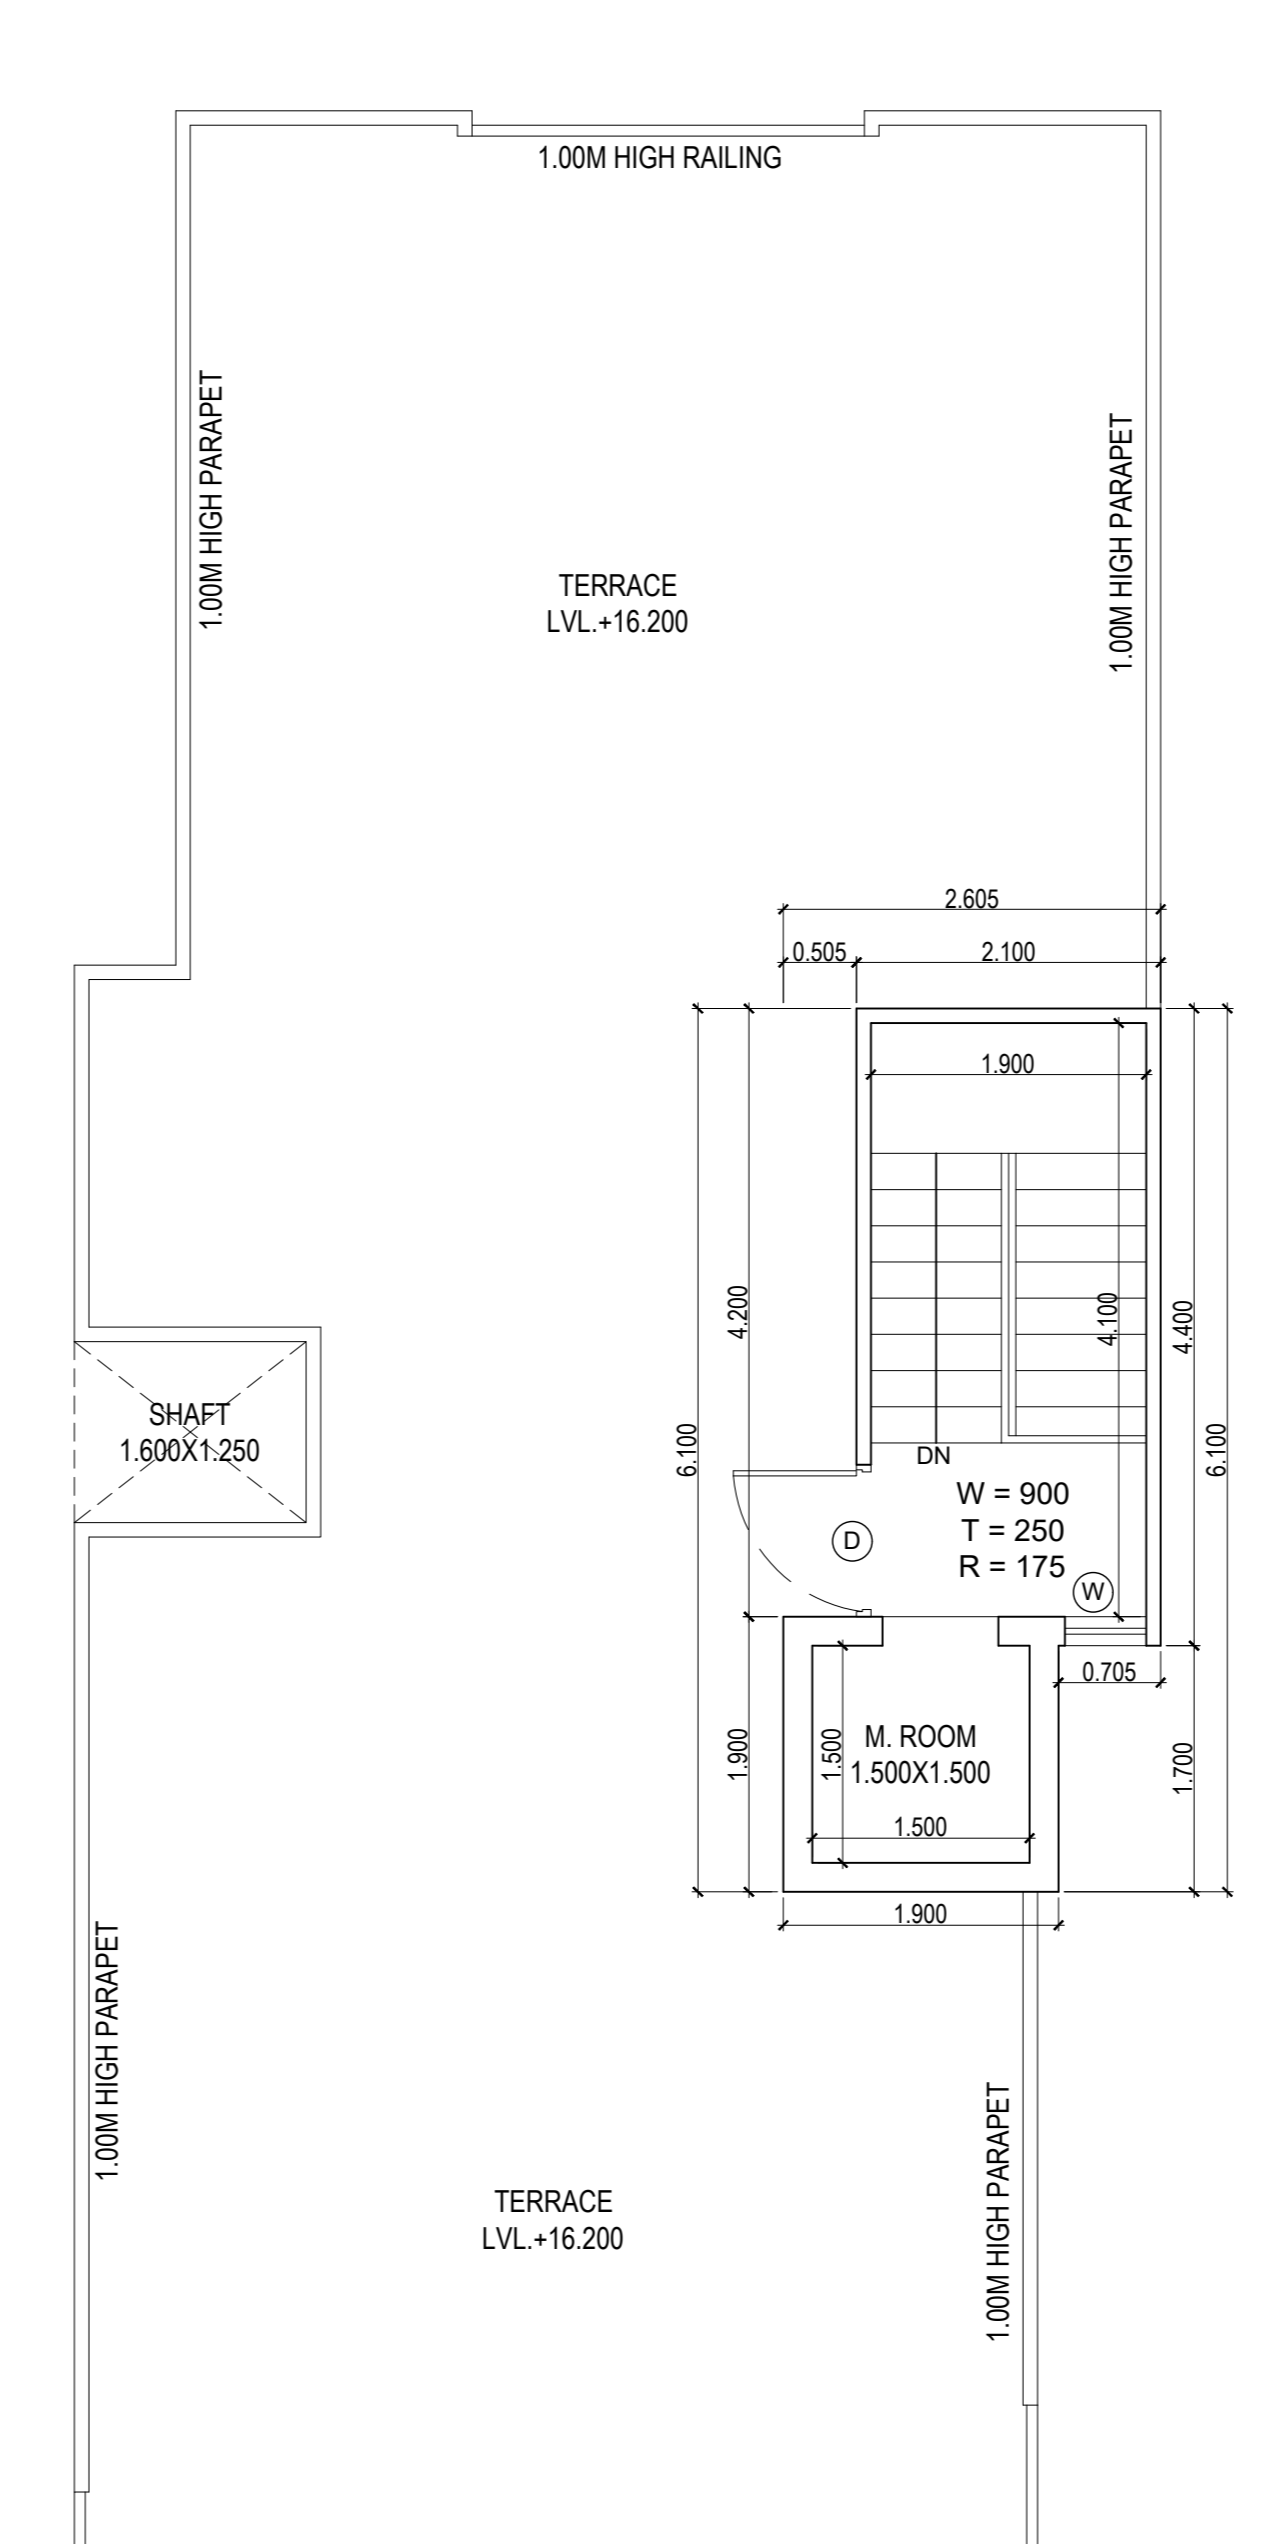 1.00M HIGH RAILING
1.00M HIGH PARAPET
1.00M HIGH PARAPET
TERRACE
LVL.+16.200
2.605
0.505
2.100
1.900
4.200
4.100
4.400
6.100
6.100
SHAFT
1.600X1.250
DN
W = 900
T = 250
R = 175
D
W
0.705
1.900
1.500
M. ROOM
1.500X1.500
1.700
1.500
1.900
1.00M HIGH PARAPET
1.00M HIGH PARAPET
TERRACE
LVL.+16.200